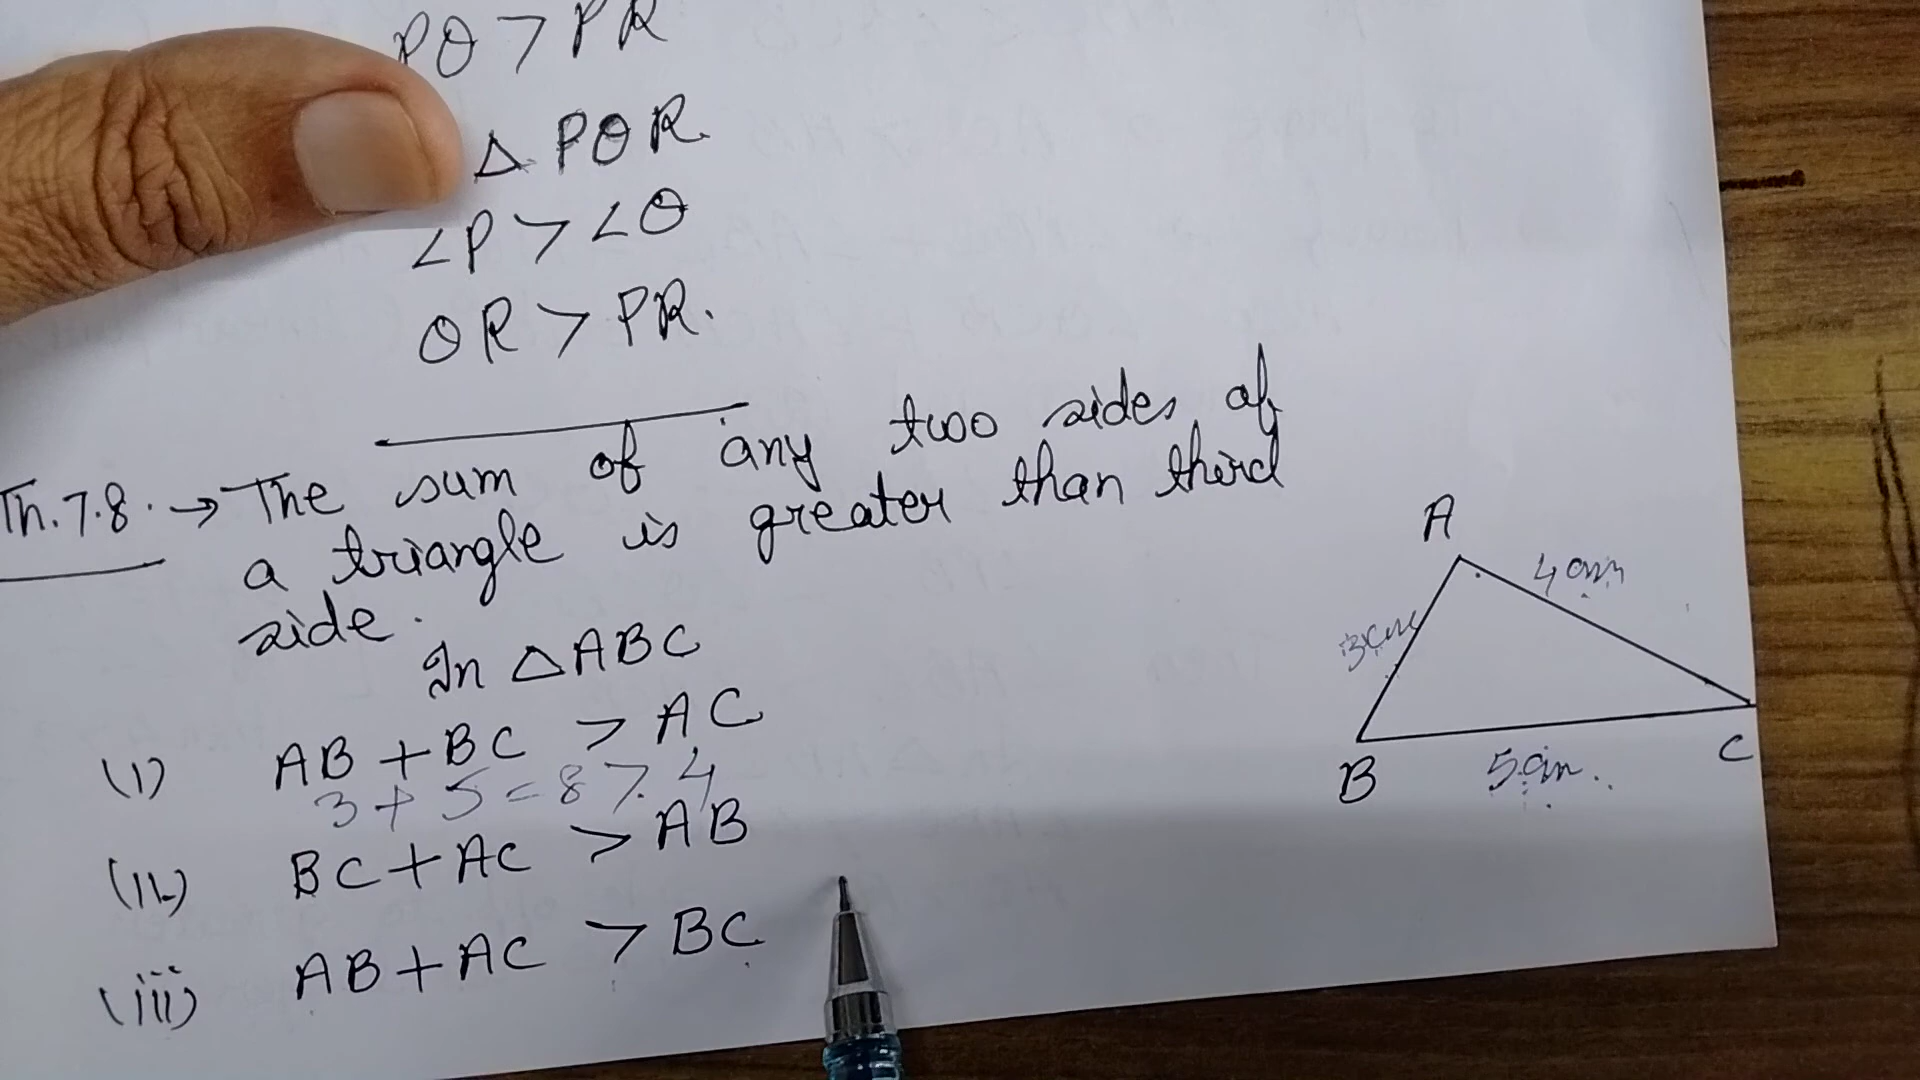 PQ > PR
Δ PQR.
∠P > ∠Q
QR > PR.
Th. 7.8. → The sum of any two sides of
a triangle is greater than third
side.
In △ABC
(i) AB + BC > AC
3 + 5 = 8 > 4
(ii) BC + AC > AB
(iii) AB + AC > BC
A
4 cm
3 cm
B
5 cm.
C